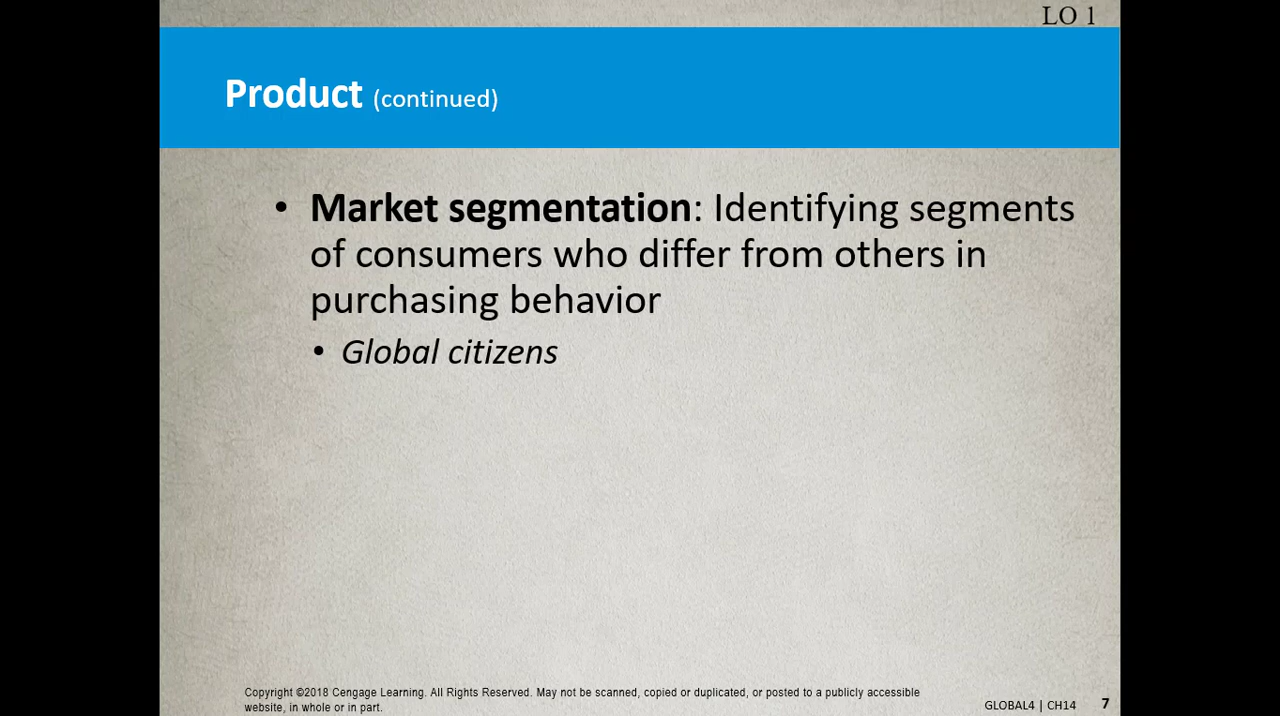 LO 1
Product (continued)
• Market segmentation: Identifying segments
of consumers who differ from others in
purchasing behavior
• Global citizens
Copyright ©2018 Cengage Learning. All Rights Reserved. May not be scanned, copied or duplicated, or posted to a publicly accessible
website, in whole or in part.
GLOBAL4 | CH14 7